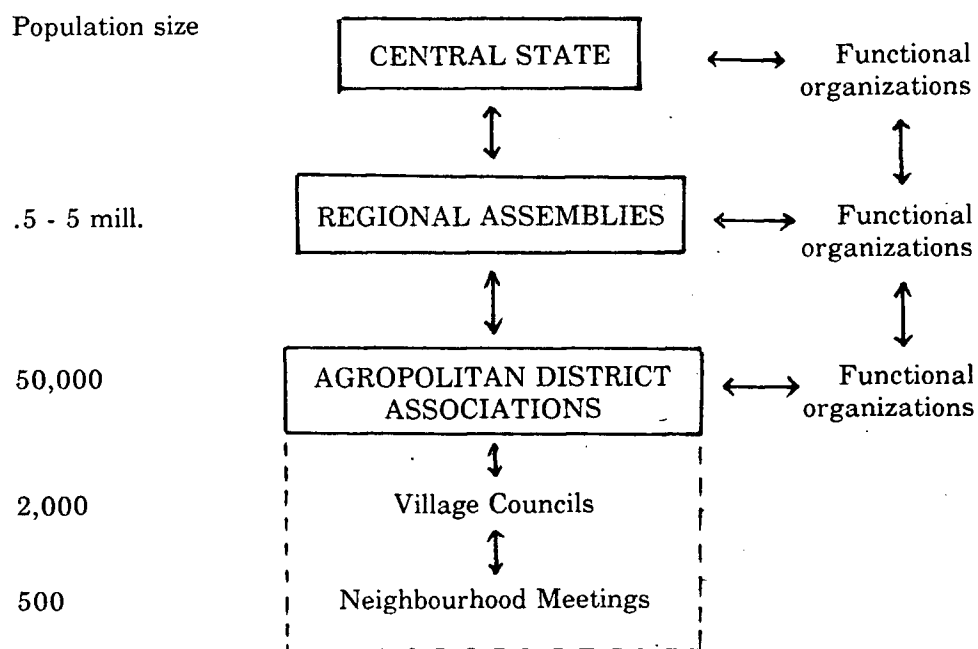 Population size
CENTRAL STATE
Functional
organizations
.5 - 5 mill.
REGIONAL ASSEMBLIES
Functional
organizations
50,000
AGROPOLITAN DISTRICT
ASSOCIATIONS
Functional
organizations
2,000
Village Councils
500
Neighbourhood Meetings